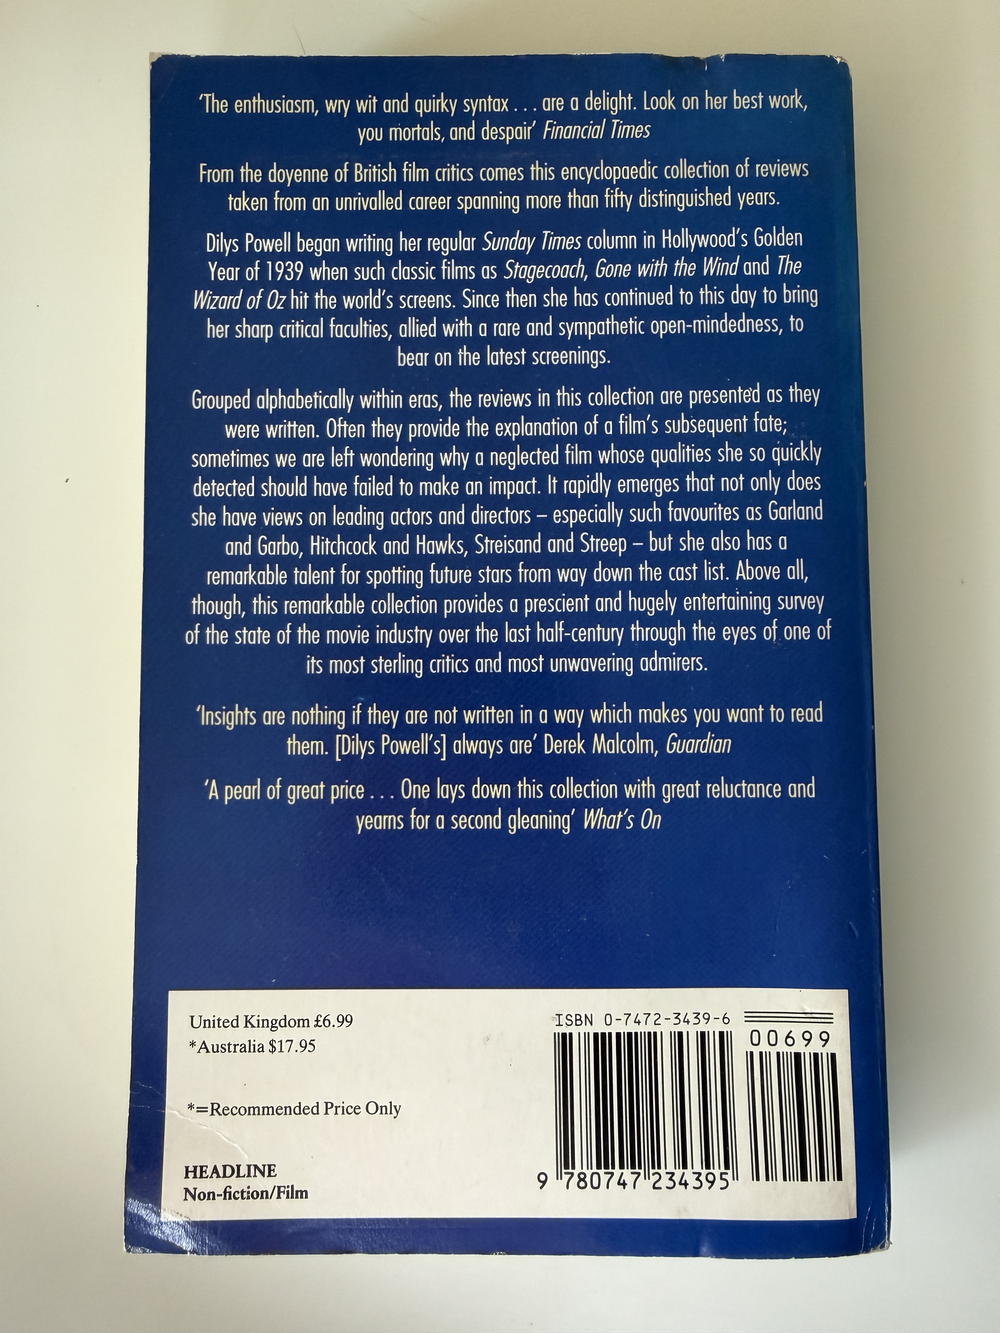 ‘The enthusiasm, wry wit and quirky syntax . . . are a delight. Look on her best work,
you mortals, and despair’ Financial Times
From the doyenne of British film critics comes this encyclopaedic collection of reviews
taken from an unrivalled career spanning more than fifty distinguished years.
Dilys Powell began writing her regular Sunday Times column in Hollywood’s Golden
Year of 1939 when such classic films as Stagecoach, Gone with the Wind and The
Wizard of Oz hit the world’s screens. Since then she has continued to this day to bring
her sharp critical faculties, allied with a rare and sympathetic open-mindedness, to
bear on the latest screenings.
Grouped alphabetically within eras, the reviews in this collection are presented as they
were written. Often they provide the explanation of a film’s subsequent fate;
sometimes we are left wondering why a neglected film whose qualities she so quickly
detected should have failed to make an impact. It rapidly emerges that not only does
she have views on leading actors and directors – especially such favourites as Garland
and Garbo, Hitchcock and Hawks, Streisand and Streep – but she also has a
remarkable talent for spotting future stars from way down the cast list. Above all,
though, this remarkable collection provides a prescient and hugely entertaining survey
of the state of the movie industry over the last half-century through the eyes of one of
its most sterling critics and most unwavering admirers.
‘Insights are nothing if they are not written in a way which makes you want to read
them. [Dilys Powell’s] always are’ Derek Malcolm, Guardian
‘A pearl of great price . . . One lays down this collection with great reluctance and
yearns for a second gleaning’ What’s On
United Kingdom £6.99
*Australia $17.95
*=Recommended Price Only
HEADLINE
Non-fiction/Film
ISBN 0-7472-3439-6
00699
9 780747 234395